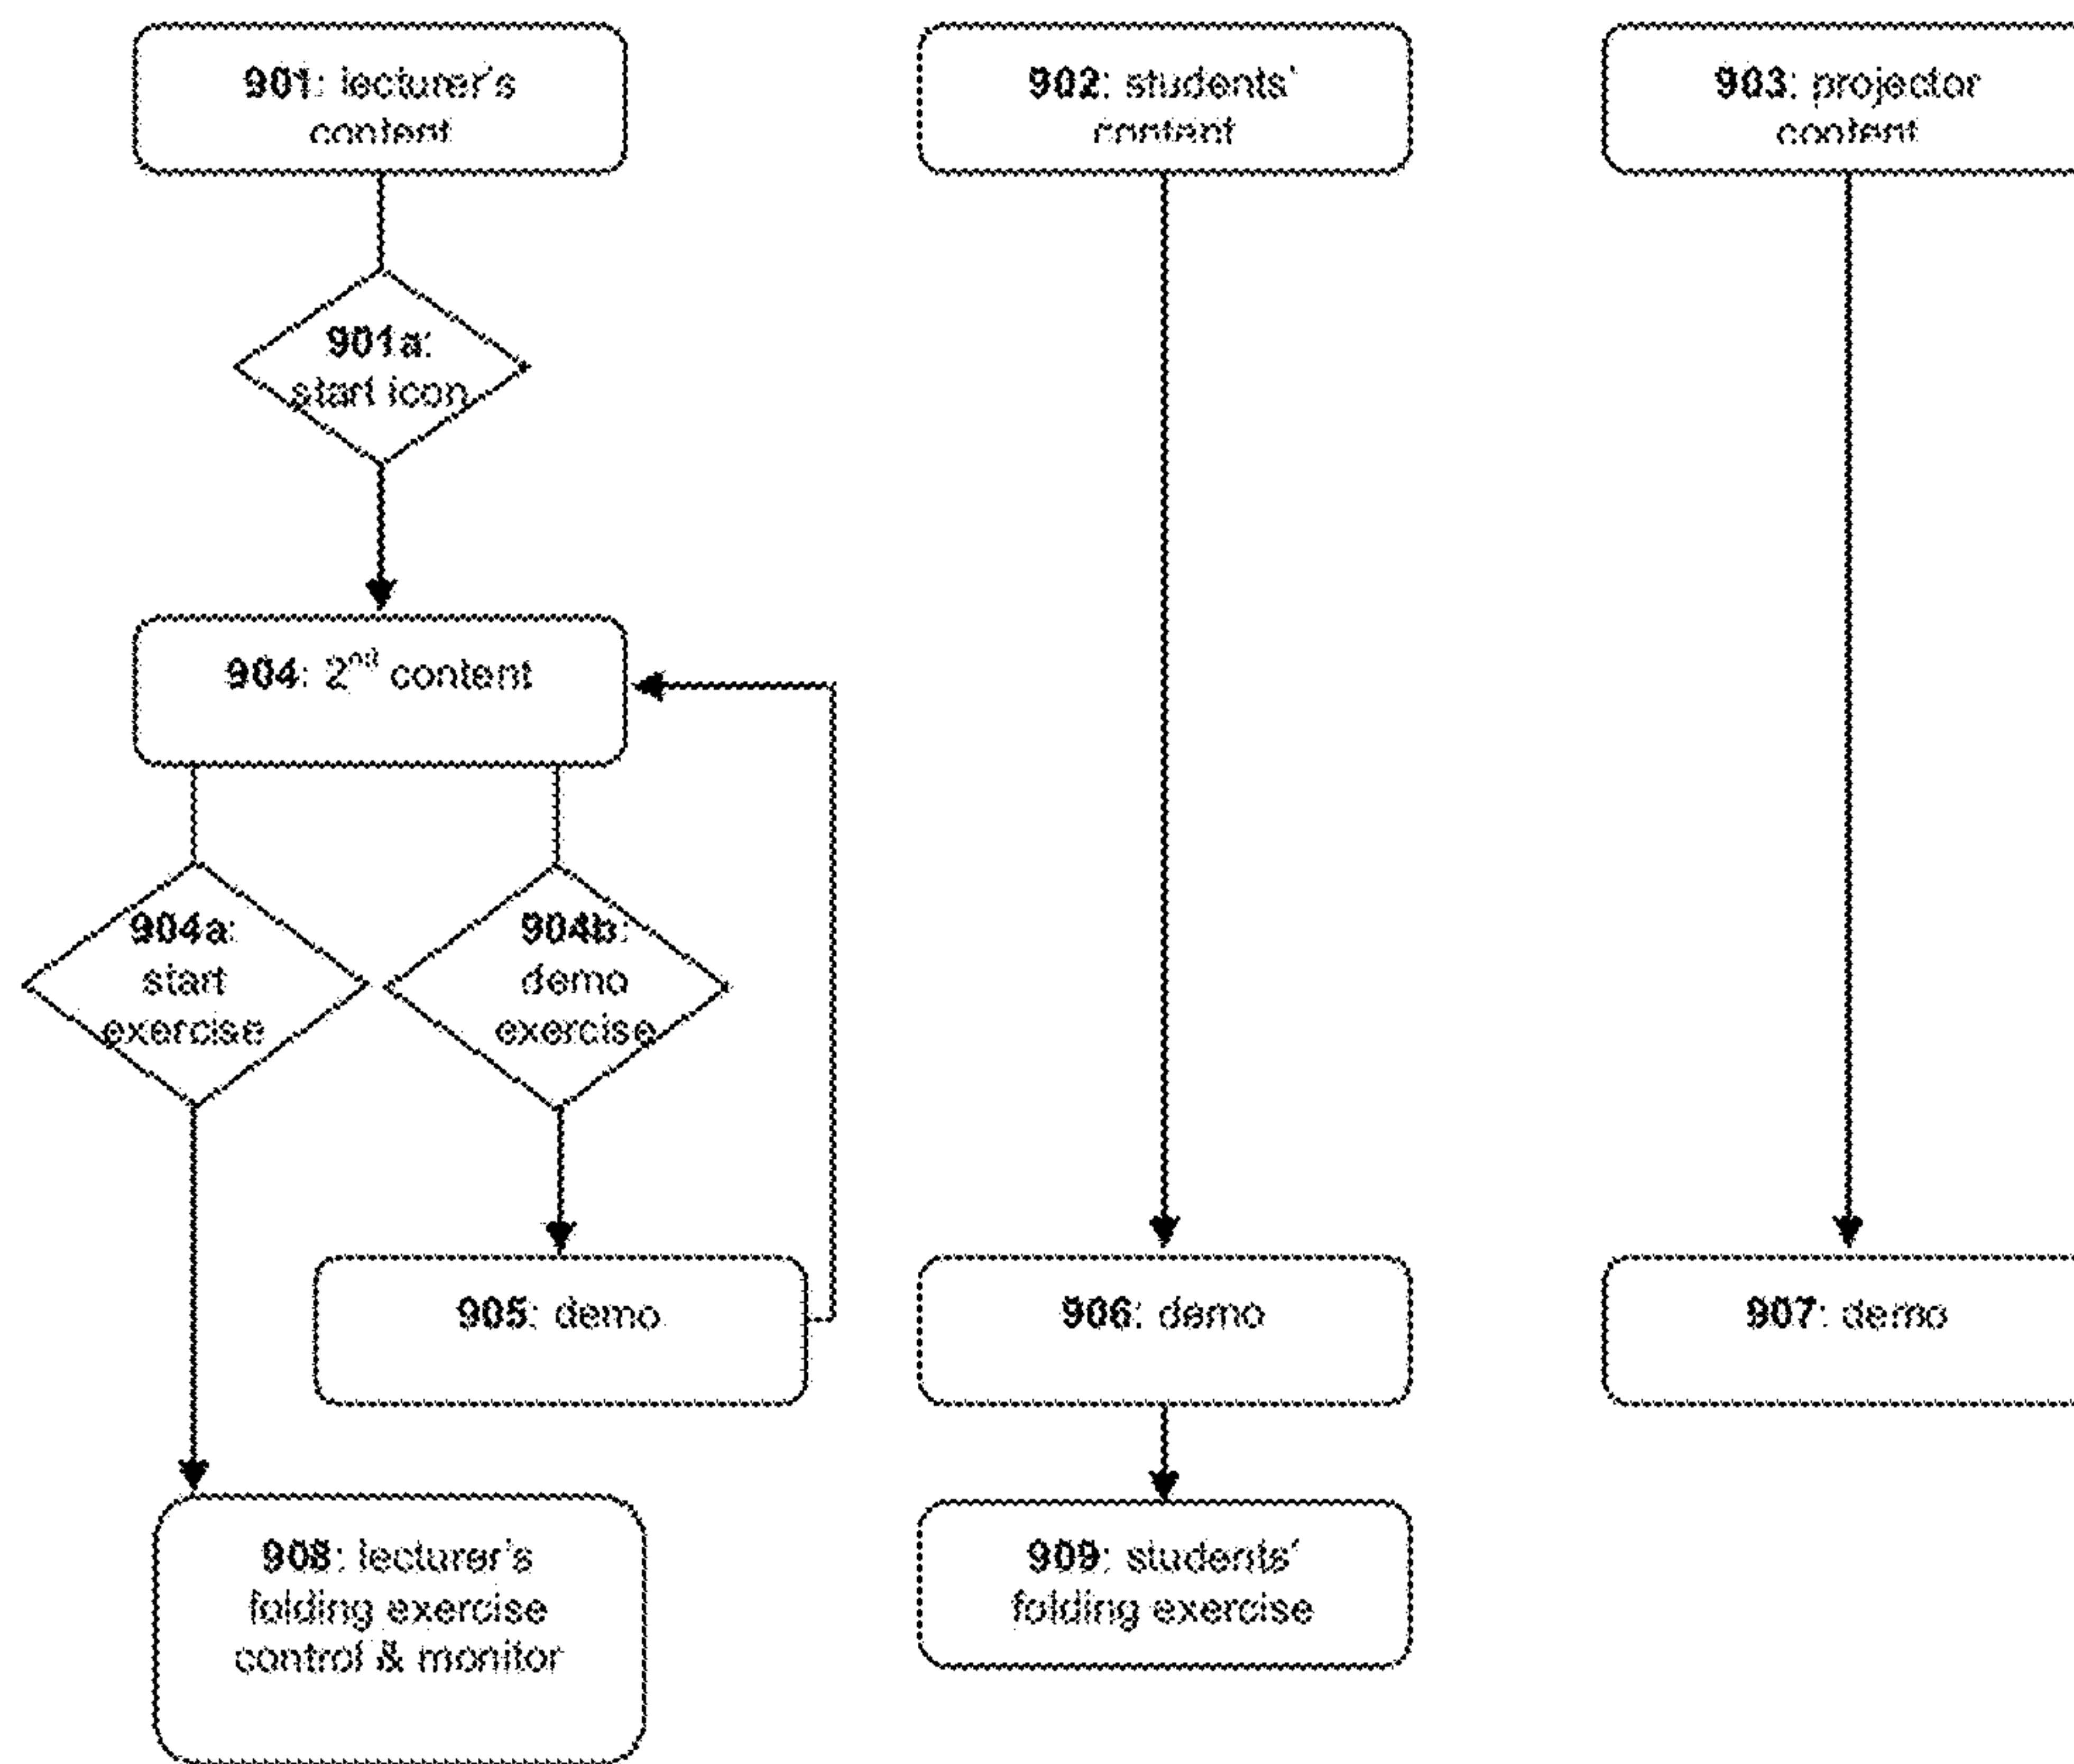 901: lecturer's
content
902: students'
content
903: projector
content
901a:
start icon
904: 2nd content
904a:
start
exercise
904b:
demo
exercise
905: demo
906: demo
907: demo
908: lecturer's
folding exercise
control & monitor
909: students'
folding exercise